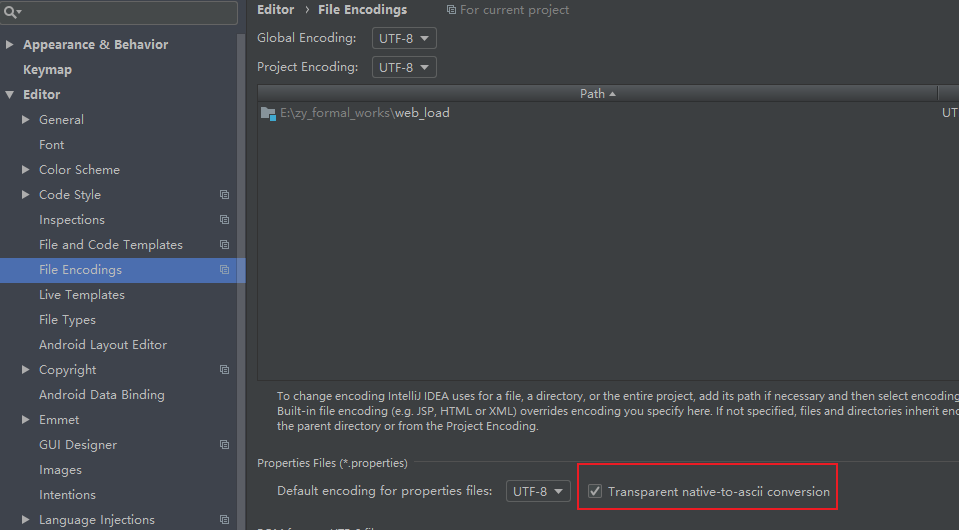 Appearance & Behavior
Keymap
Editor
General
Font
Color Scheme
Code Style
Inspections
File and Code Templates
File Encodings
Live Templates
File Types
Android Layout Editor
Copyright
Android Data Binding
Emmet
GUI Designer
Images
Intentions
Language Injections
Editor › File Encodings For current project
Global Encoding: UTF-8
Project Encoding: UTF-8
Path
E:\zy_formal_works\web_load UT
To change encoding IntelliJ IDEA uses for a file, a directory, or the entire project, add its path if necessary and then select encoding
Built-in file encoding (e.g. JSP, HTML or XML) overrides encoding you specify here. If not specified, files and directories inherit enc
the parent directory or from the Project Encoding.
Properties Files (*.properties)
Default encoding for properties files: UTF-8 Transparent native-to-ascii conversion